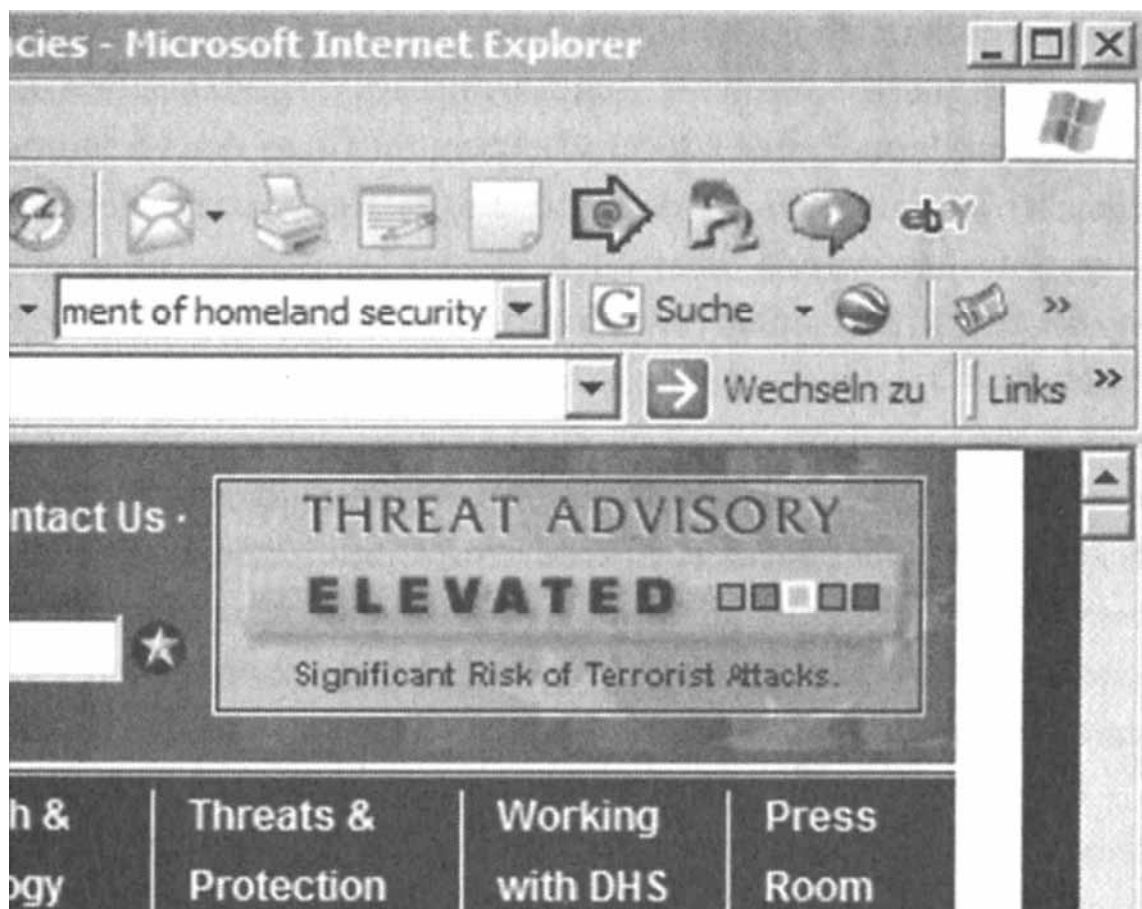 cies - Microsoft Internet Explorer
ebY
ment of homeland security
G Suche
Wechseln zu
Links »
ntact Us ·
THREAT ADVISORY
ELEVATED
Significant Risk of Terrorist Attacks.
h &
ogy
Threats &
Protection
Working
with DHS
Press
Room